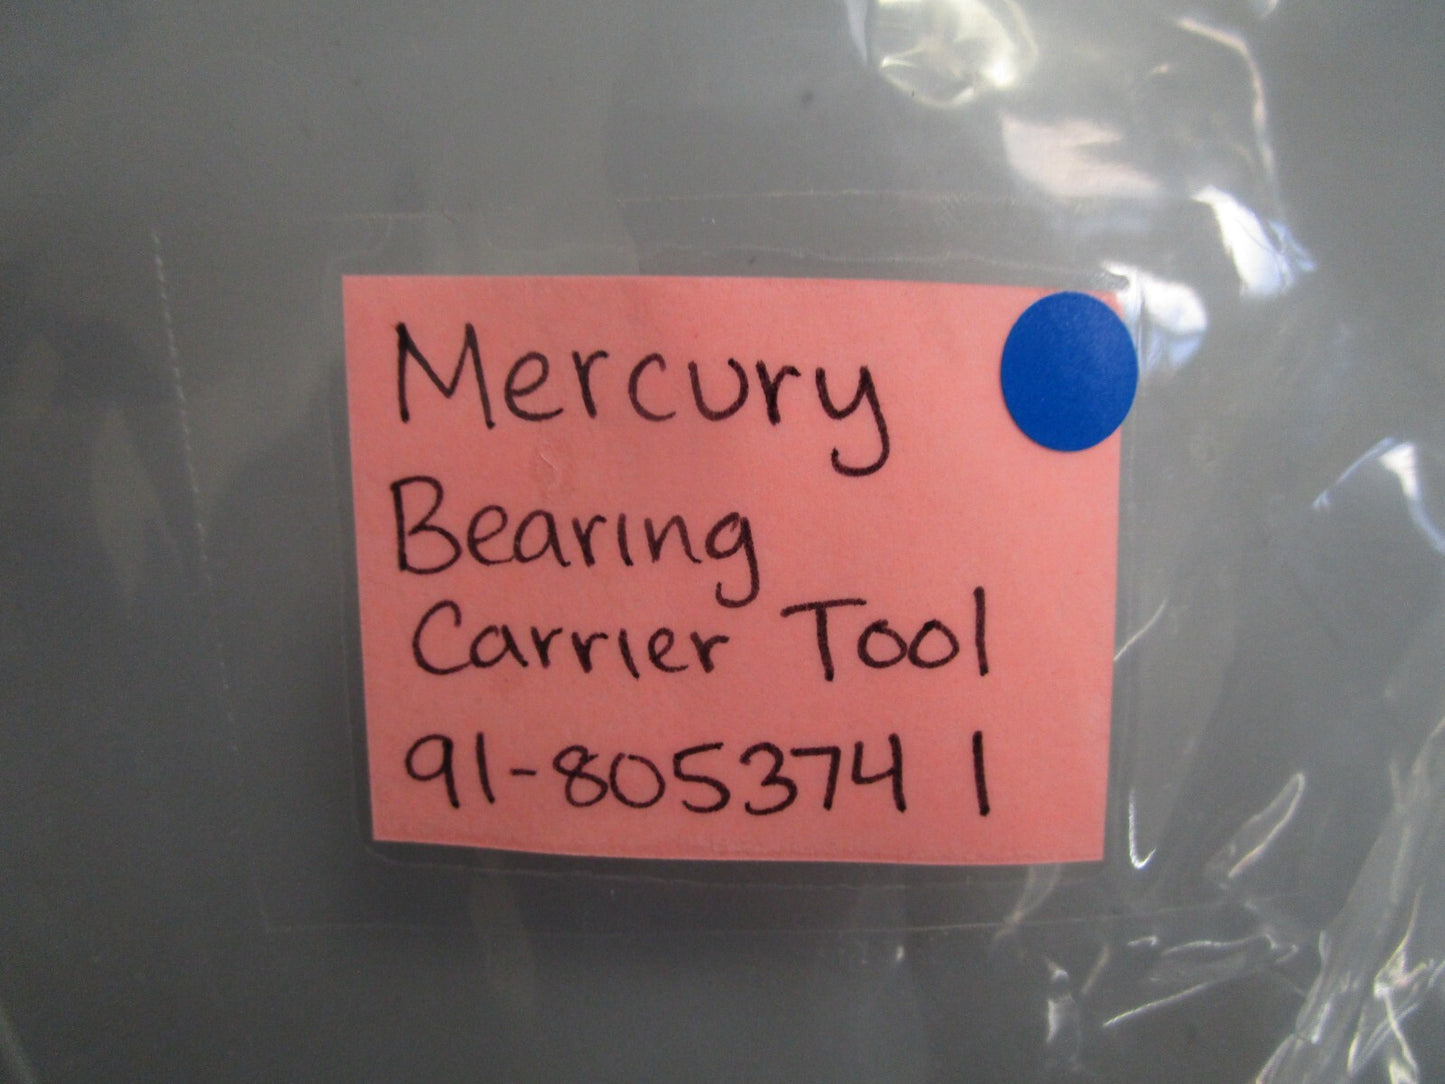 Mercury
Bearing
Carrier Tool
91-805374 1